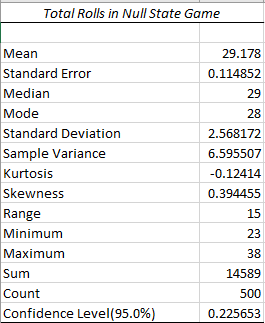 Total Rolls in Null State Game
Mean 29.178
Standard Error 0.114852
Median 29
Mode 28
Standard Deviation 2.568172
Sample Variance 6.595507
Kurtosis -0.12414
Skewness 0.394455
Range 15
Minimum 23
Maximum 38
Sum 14589
Count 500
Confidence Level(95.0%) 0.225653